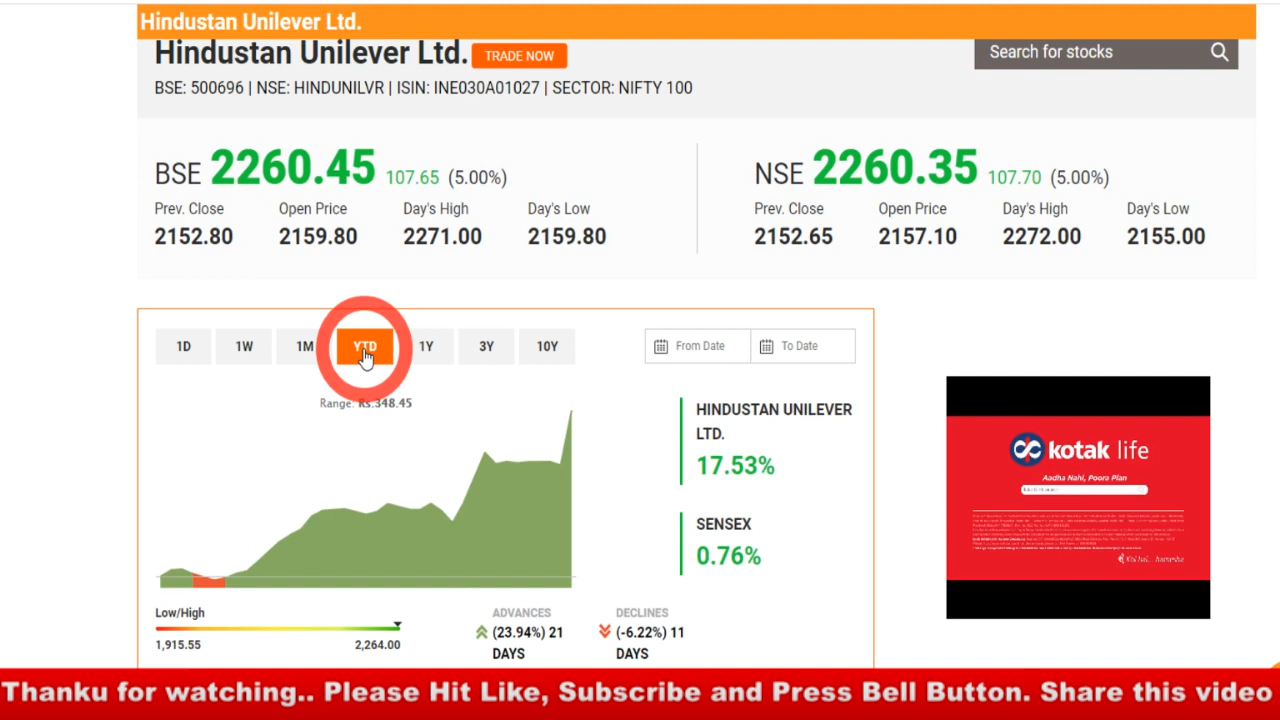 Hindustan Unilever Ltd.
Hindustan Unilever Ltd. TRADE NOW
Search for stocks
BSE: 500696 | NSE: HINDUNILVR | ISIN: INE030A01027 | SECTOR: NIFTY 100
BSE 2260.45 107.65 (5.00%)
Prev. Close Open Price Day's High Day's Low
2152.80 2159.80 2271.00 2159.80
NSE 2260.35 107.70 (5.00%)
Prev. Close Open Price Day's High Day's Low
2152.65 2157.10 2272.00 2155.00
1D 1W 1M YTD 1Y 3Y 10Y
From Date To Date
Range: Rs.348.45
HINDUSTAN UNILEVER
LTD.
17.53%
SENSEX
0.76%
Low/High
1,915.55 2,264.00
ADVANCES
(23.94%) 21
DAYS
DECLINES
(-6.22%) 11
DAYS
kotak life
Aadha Nahi, Poora Plan
Koi hai... hamesha
Thanku for watching.. Please Hit Like, Subscribe and Press Bell Button. Share this video